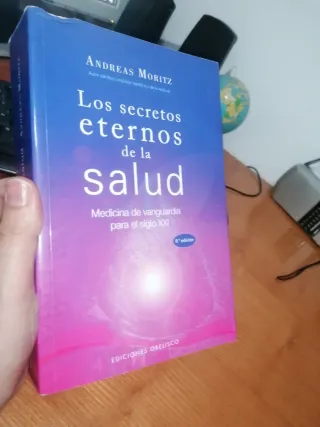 ANDREAS MORITZ
Los secretos
eternos
de la
salud
Medicina de vanguardia
para el siglo XXI
EDICIONES OBELISCO